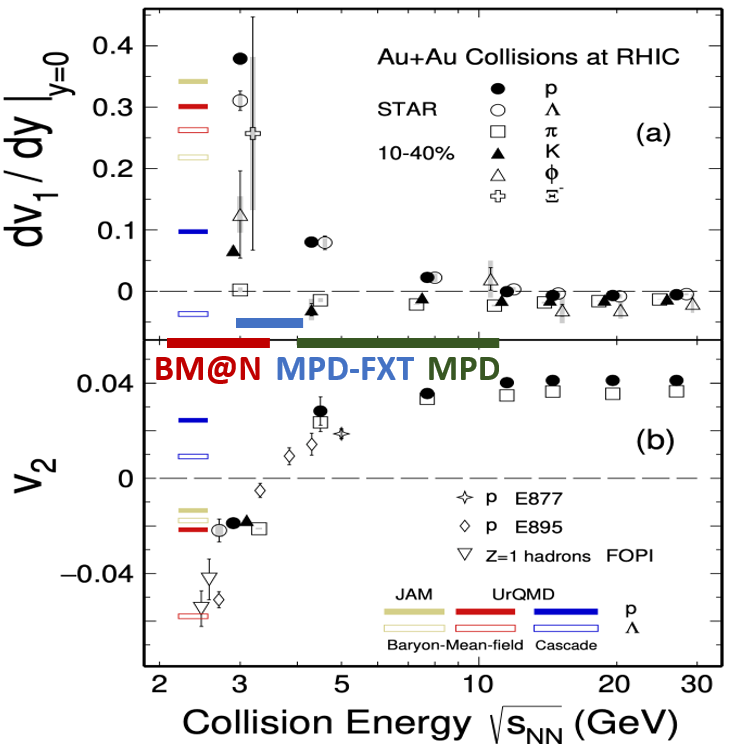 dv1 / dy |y=0
0.4
0.3
0.2
0.1
0
Au+Au Collisions at RHIC
STAR
10-40%
p
Λ
π
K
ϕ
Ξ-
(a)
BM@N MPD-FXT MPD
v2
0.04
0
−0.04
(b)
p E877
p E895
Z=1 hadrons FOPI
JAM UrQMD
p
Λ
Baryon-Mean-field Cascade
2 3 4 5 10 20 30
Collision Energy √sNN (GeV)